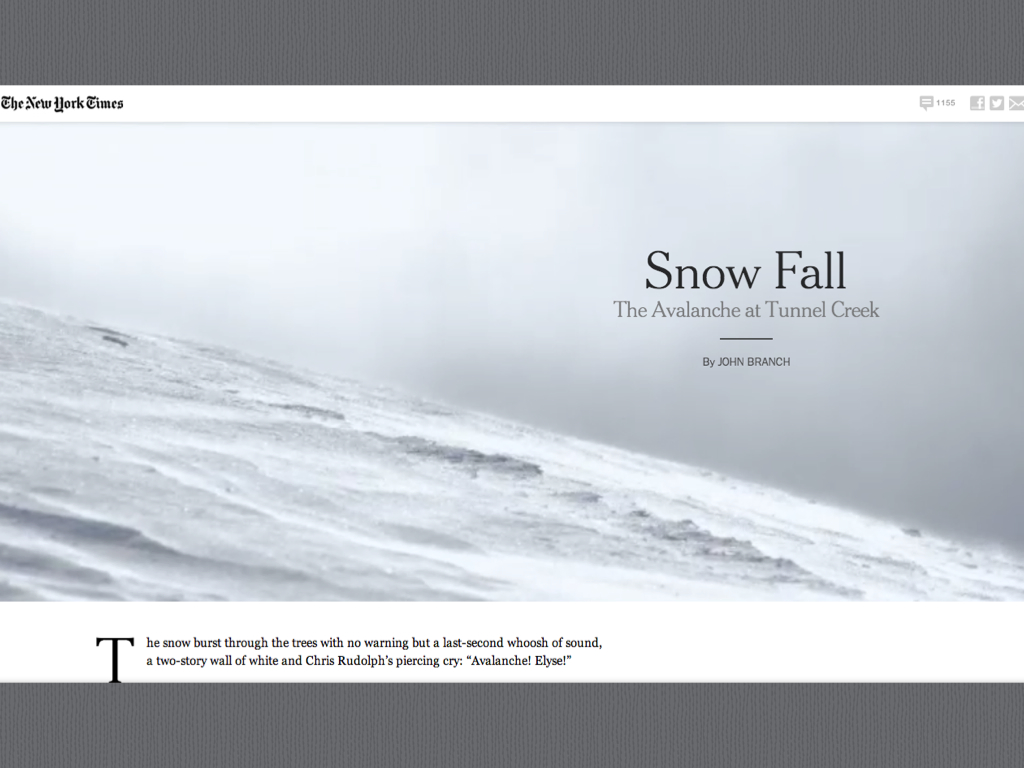 The New York Times
1155
Snow Fall
The Avalanche at Tunnel Creek
By JOHN BRANCH
The snow burst through the trees with no warning but a last-second whoosh of sound,
a two-story wall of white and Chris Rudolph’s piercing cry: “Avalanche! Elyse!”